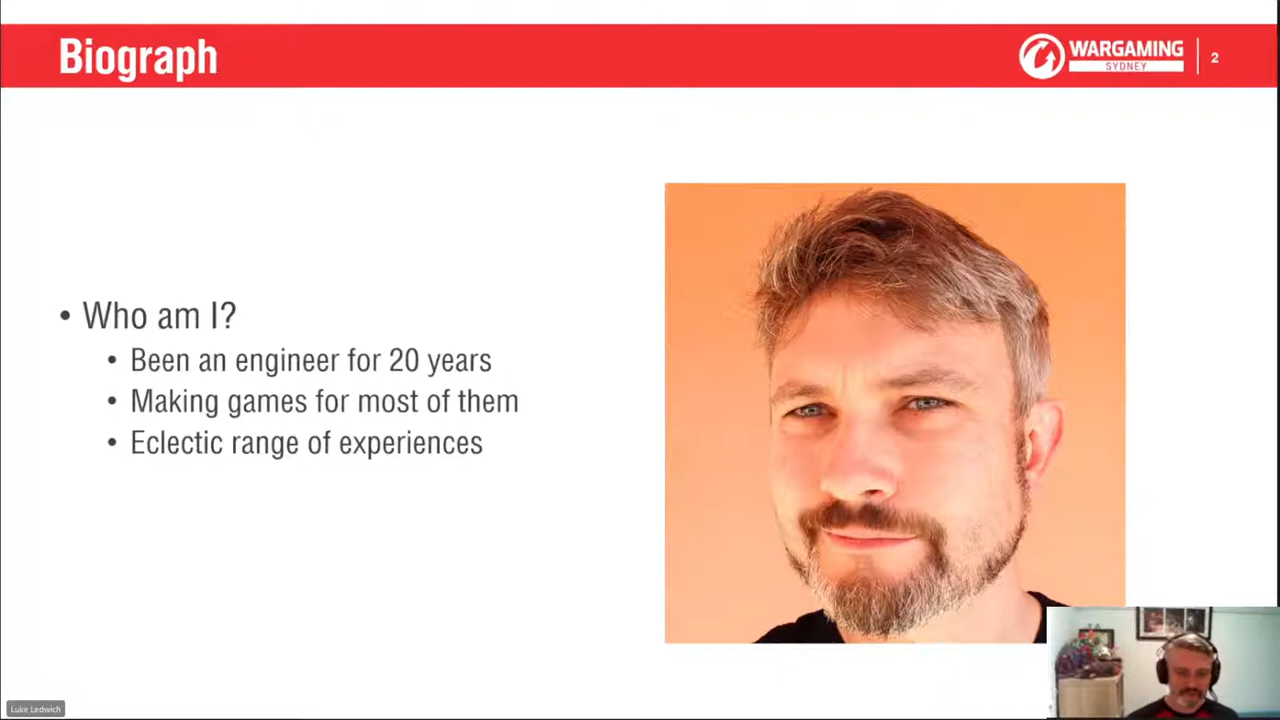 Biograph
WARGAMING
SYDNEY
2
• Who am I?
• Been an engineer for 20 years
• Making games for most of them
• Eclectic range of experiences
Luke Ledwich